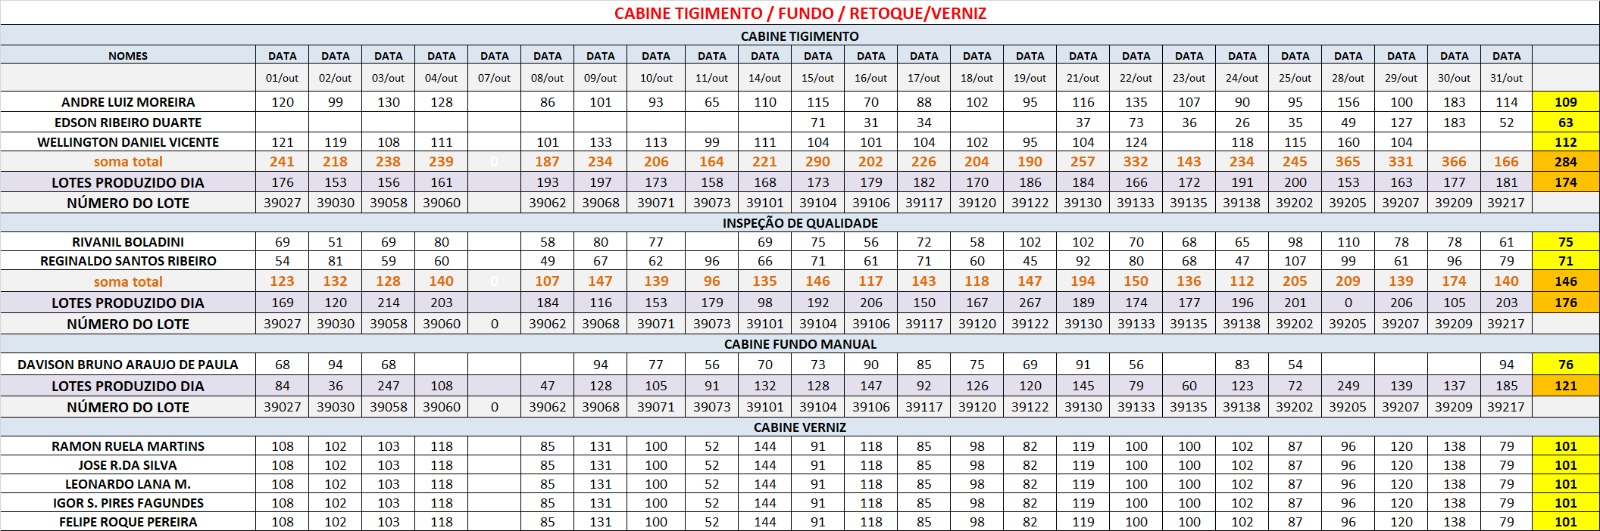 CABINE TIGIMENTO / FUNDO / RETOQUE/VERNIZ
CABINE TIGIMENTO
NOMES DATA DATA DATA DATA DATA DATA DATA DATA DATA DATA DATA DATA DATA DATA DATA DATA DATA DATA DATA DATA DATA DATA DATA DATA
01/out 02/out 03/out 04/out 07/out 08/out 09/out 10/out 11/out 14/out 15/out 16/out 17/out 18/out 19/out 21/out 22/out 23/out 24/out 25/out 28/out 29/out 30/out 31/out
ANDRE LUIZ MOREIRA 120 99 130 128 86 101 93 65 110 115 70 88 102 95 116 135 107 90 95 156 100 183 114 109
EDSON RIBEIRO DUARTE 71 31 34 37 73 36 26 35 49 127 183 52 63
WELLINGTON DANIEL VICENTE 121 119 108 111 101 133 113 99 111 104 101 104 102 95 104 124 118 115 160 104 112
soma total 241 218 238 239 0 187 234 206 164 221 290 202 226 204 190 257 332 143 234 245 365 331 366 166 284
LOTES PRODUZIDO DIA 176 153 156 161 193 197 173 158 168 173 179 182 170 186 184 166 172 191 200 153 163 177 181 174
NÚMERO DO LOTE 39027 39030 39058 39060 39062 39068 39071 39073 39101 39104 39106 39117 39120 39122 39130 39133 39135 39138 39202 39205 39207 39209 39217
INSPEÇÃO DE QUALIDADE
RIVANIL BOLADINI 69 51 69 80 58 80 77 69 75 56 72 58 102 102 70 68 65 98 110 78 78 61 75
REGINALDO SANTOS RIBEIRO 54 81 59 60 49 67 62 96 66 71 61 71 60 45 92 80 68 47 107 99 61 96 79 71
soma total 123 132 128 140 0 107 147 139 96 135 146 117 143 118 147 194 150 136 112 205 209 139 174 140 146
LOTES PRODUZIDO DIA 169 120 214 203 184 116 153 179 98 192 206 150 167 267 189 174 177 196 201 0 206 105 203 176
NÚMERO DO LOTE 39027 39030 39058 39060 0 39062 39068 39071 39073 39101 39104 39106 39117 39120 39122 39130 39133 39135 39138 39202 39205 39207 39209 39217
CABINE FUNDO MANUAL
DAVISON BRUNO ARAUJO DE PAULA 68 94 68 94 77 56 70 73 90 85 75 69 91 56 83 54 94 76
LOTES PRODUZIDO DIA 84 36 247 108 47 128 105 91 132 128 147 92 126 120 145 79 60 123 72 249 139 137 185 121
NÚMERO DO LOTE 39027 39030 39058 39060 0 39062 39068 39071 39073 39101 39104 39106 39117 39120 39122 39130 39133 39135 39138 39202 39205 39207 39209 39217
CABINE VERNIZ
RAMON RUELA MARTINS 108 102 103 118 85 131 100 52 144 91 118 85 98 82 119 100 100 102 87 96 120 138 79 101
JOSE R.DA SILVA 108 102 103 118 85 131 100 52 144 91 118 85 98 82 119 100 100 102 87 96 120 138 79 101
LEONARDO LANA M. 108 102 103 118 85 131 100 52 144 91 118 85 98 82 119 100 100 102 87 96 120 138 79 101
IGOR S. PIRES FAGUNDES 108 102 103 118 85 131 100 52 144 91 118 85 98 82 119 100 100 102 87 96 120 138 79 101
FELIPE ROQUE PEREIRA 108 102 103 118 85 131 100 52 144 91 118 85 98 82 119 100 100 102 87 96 120 138 79 101